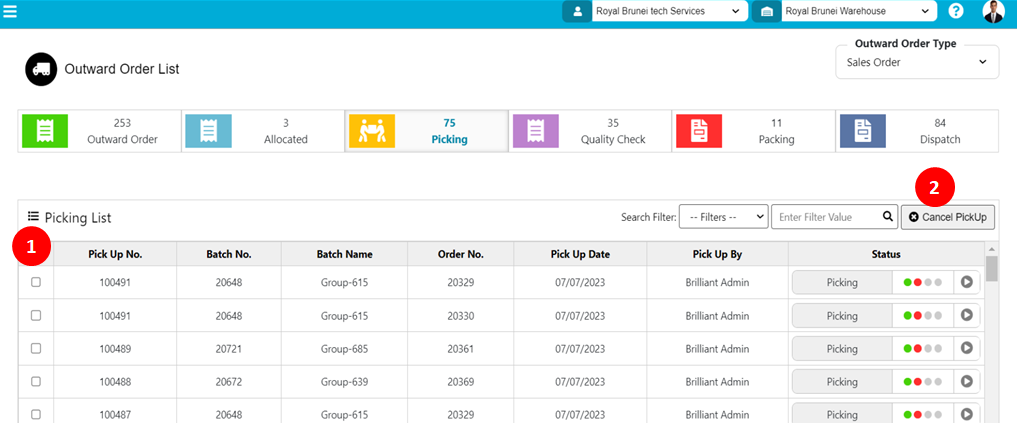 Royal Brunei tech Services Royal Brunei Warehouse ?
Outward Order Type
Outward Order List Sales Order
253 3 75 35 11 84
Outward Order Allocated Picking Quality Check Packing Dispatch
2
Picking List Search Filter: -- Filters -- Enter Filter Value Cancel PickUp
1
Pick Up No. Batch No. Batch Name Order No. Pick Up Date Pick Up By Status
100491 20648 Group-615 20329 07/07/2023 Brilliant Admin Picking
100491 20648 Group-615 20330 07/07/2023 Brilliant Admin Picking
100489 20721 Group-685 20361 07/07/2023 Brilliant Admin Picking
100488 20672 Group-639 20369 07/07/2023 Brilliant Admin Picking
100487 20648 Group-615 20329 07/07/2023 Brilliant Admin Picking